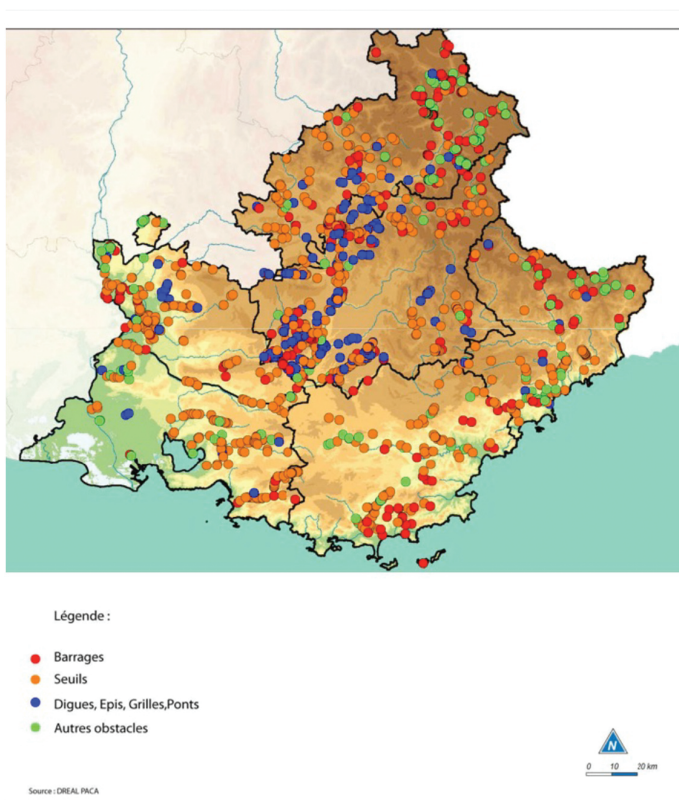 Légende :
Barrages
Seuils
Digues, Epis, Grilles,Ponts
Autres obstacles
N
0 10 20 km
Source : DREAL PACA